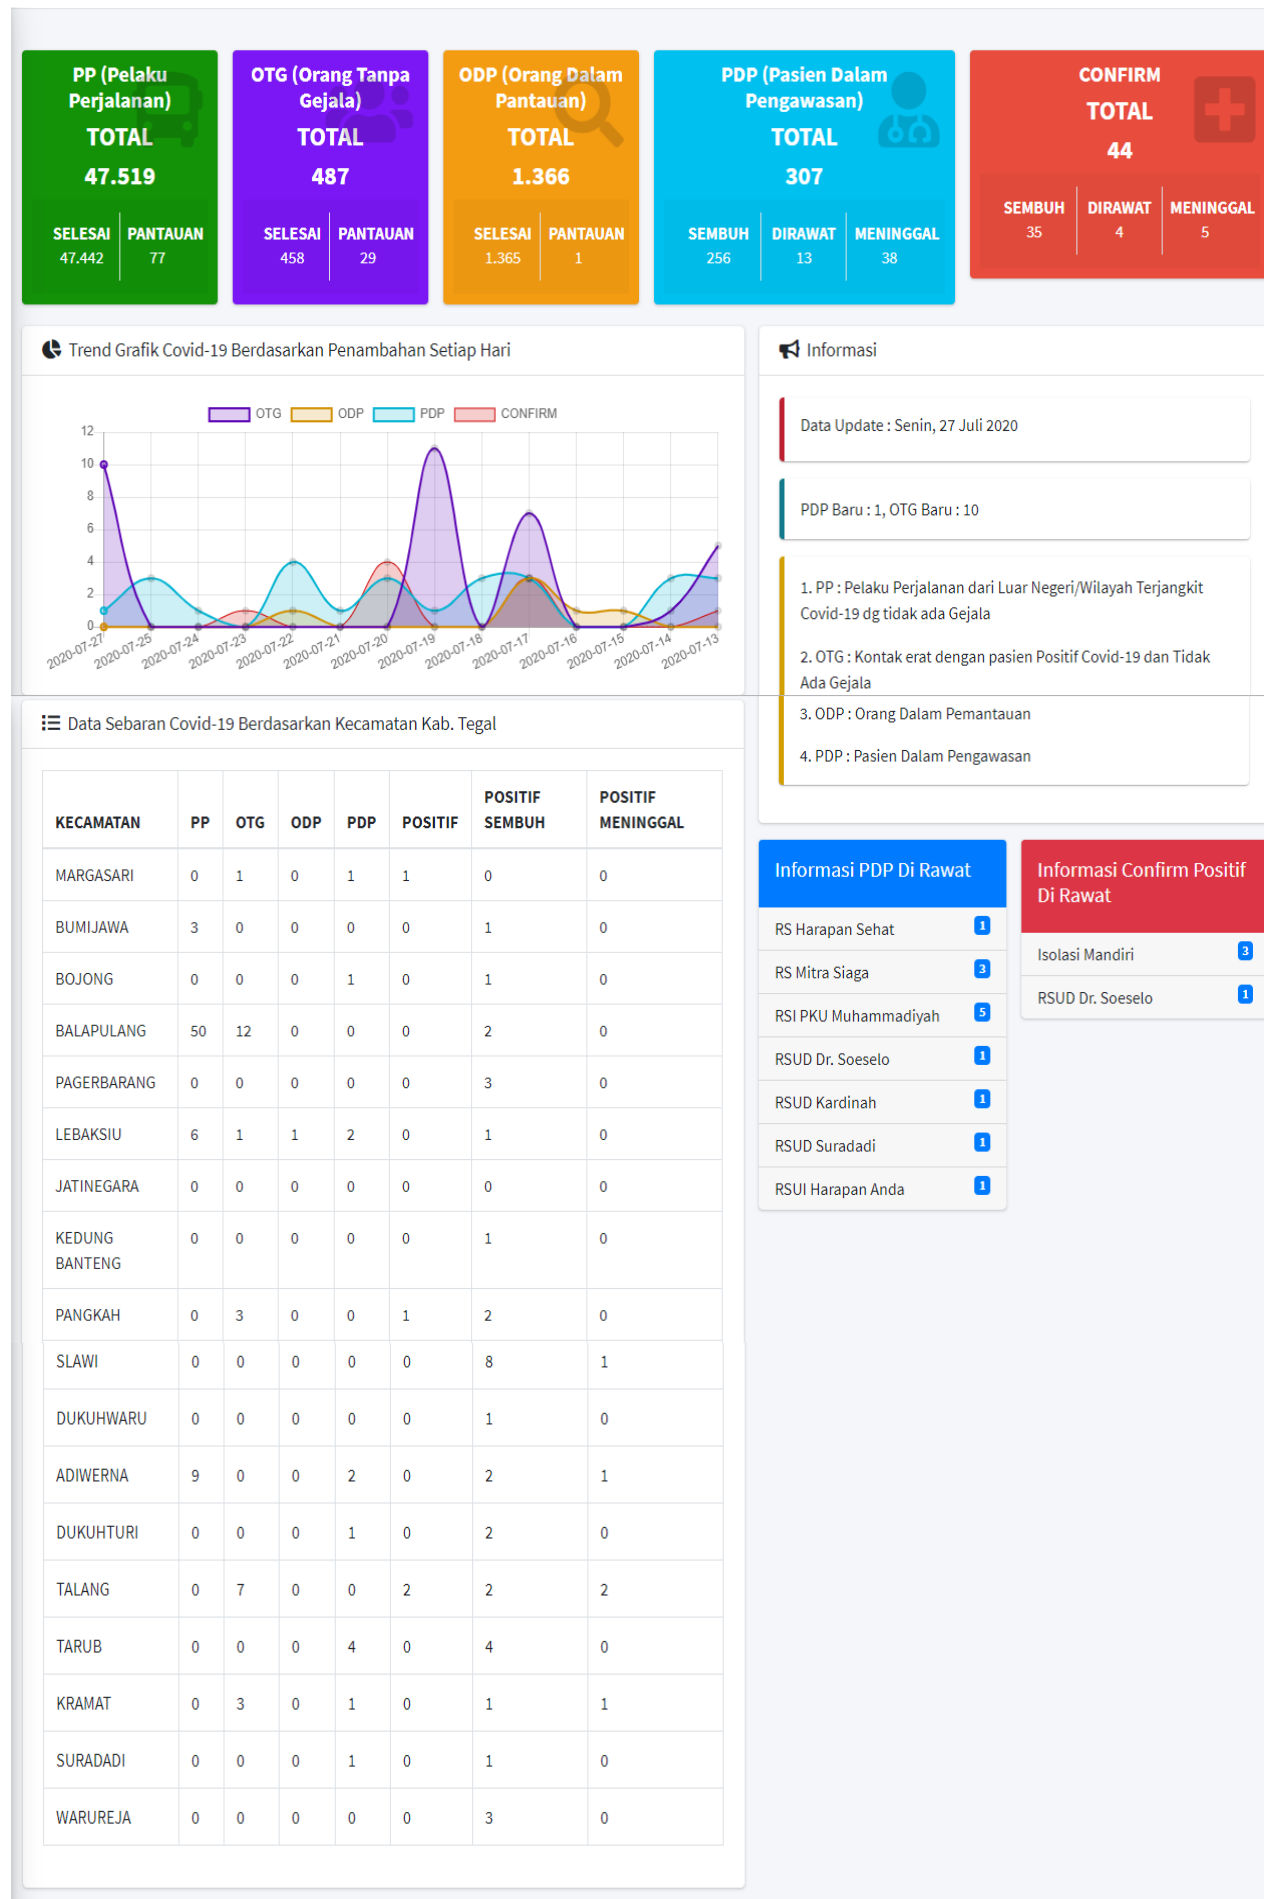 PP (Pelaku
Perjalanan)
TOTAL
47.519
SELESAI PANTAUAN
47.442 77
OTG (Orang Tanpa
Gejala)
TOTAL
487
SELESAI PANTAUAN
458 29
ODP (Orang Dalam
Pantauan)
TOTAL
1.366
SELESAI PANTAUAN
1.365 1
PDP (Pasien Dalam
Pengawasan)
TOTAL
307
SEMBUH DIRAWAT MENINGGAL
256 13 38
CONFIRM
TOTAL
44
SEMBUH DIRAWAT MENINGGAL
35 4 5
Trend Grafik Covid-19 Berdasarkan Penambahan Setiap Hari
OTG ODP PDP CONFIRM
12
10
8
6
4
2
0
2020-07-27 2020-07-25 2020-07-24 2020-07-23 2020-07-22 2020-07-21 2020-07-20 2020-07-19 2020-07-18 2020-07-17 2020-07-16 2020-07-15 2020-07-14 2020-07-13
Informasi
Data Update : Senin, 27 Juli 2020
PDP Baru : 1, OTG Baru : 10
1. PP : Pelaku Perjalanan dari Luar Negeri/Wilayah Terjangkit
Covid-19 dg tidak ada Gejala
2. OTG : Kontak erat dengan pasien Positif Covid-19 dan Tidak
Ada Gejala
3. ODP : Orang Dalam Pemantauan
4. PDP : Pasien Dalam Pengawasan
Data Sebaran Covid-19 Berdasarkan Kecamatan Kab. Tegal
KECAMATAN PP OTG ODP PDP POSITIF POSITIF SEMBUH POSITIF MENINGGAL
MARGASARI 0 1 0 1 1 0 0
BUMIJAWA 3 0 0 0 0 1 0
BOJONG 0 0 0 1 0 1 0
BALAPULANG 50 12 0 0 0 2 0
PAGERBARANG 0 0 0 0 0 3 0
LEBAKSIU 6 1 1 2 0 1 0
JATINEGARA 0 0 0 0 0 0 0
KEDUNG BANTENG 0 0 0 0 0 1 0
PANGKAH 0 3 0 0 1 2 0
SLAWI 0 0 0 0 0 8 1
DUKUHWARU 0 0 0 0 0 1 0
ADIWERNA 9 0 0 2 0 2 1
DUKUHTURI 0 0 0 1 0 2 0
TALANG 0 7 0 0 2 2 2
TARUB 0 0 0 4 0 4 0
KRAMAT 0 3 0 1 0 1 1
SURADADI 0 0 0 1 0 1 0
WARUREJA 0 0 0 0 0 3 0
Informasi PDP Di Rawat
RS Harapan Sehat 1
RS Mitra Siaga 3
RSI PKU Muhammadiyah 5
RSUD Dr. Soeselo 1
RSUD Kardinah 1
RSUD Suradadi 1
RSUI Harapan Anda 1
Informasi Confirm Positif
Di Rawat
Isolasi Mandiri 3
RSUD Dr. Soeselo 1